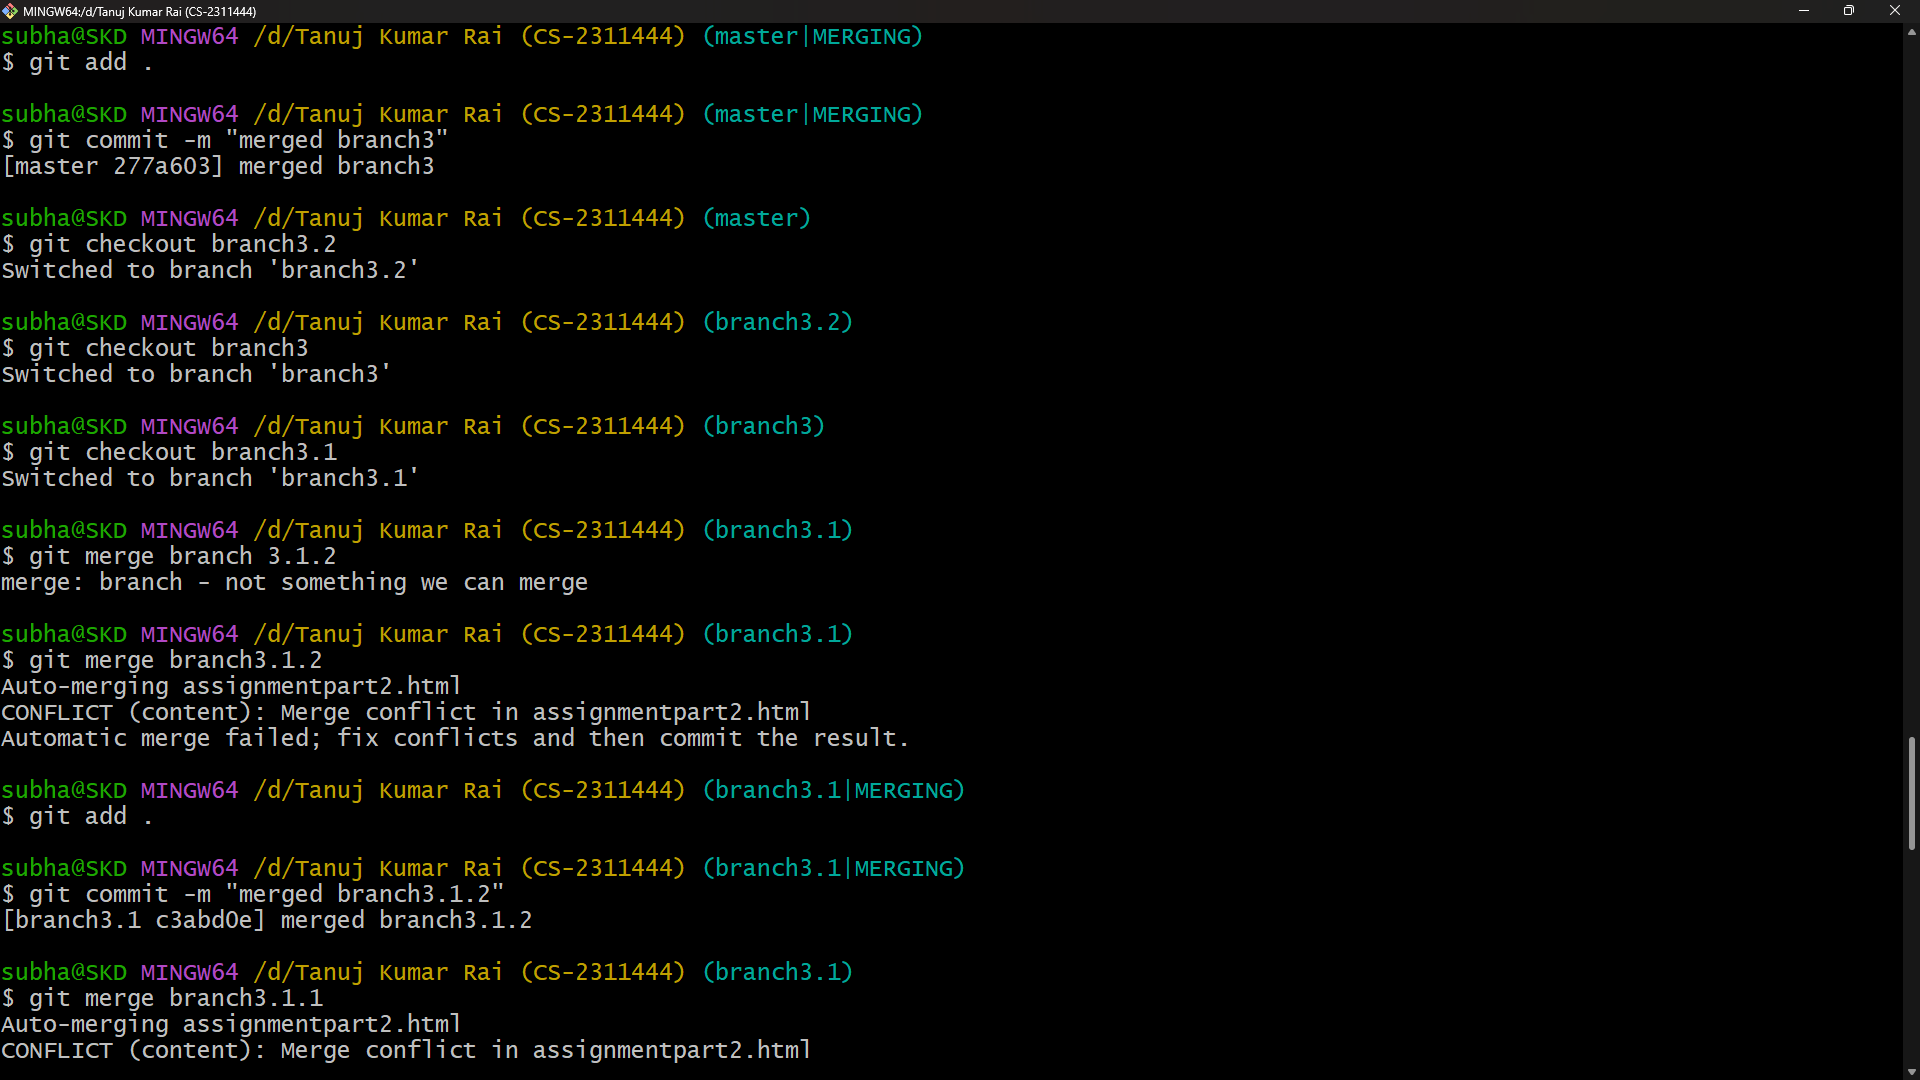 MINGW64:/d/Tanuj Kumar Rai (CS-2311444)
subha@SKD MINGW64 /d/Tanuj Kumar Rai (CS-2311444) (master|MERGING)
$ git add .
subha@SKD MINGW64 /d/Tanuj Kumar Rai (CS-2311444) (master|MERGING)
$ git commit -m "merged branch3"
[master 277a603] merged branch3
subha@SKD MINGW64 /d/Tanuj Kumar Rai (CS-2311444) (master)
$ git checkout branch3.2
Switched to branch 'branch3.2'
subha@SKD MINGW64 /d/Tanuj Kumar Rai (CS-2311444) (branch3.2)
$ git checkout branch3
Switched to branch 'branch3'
subha@SKD MINGW64 /d/Tanuj Kumar Rai (CS-2311444) (branch3)
$ git checkout branch3.1
Switched to branch 'branch3.1'
subha@SKD MINGW64 /d/Tanuj Kumar Rai (CS-2311444) (branch3.1)
$ git merge branch 3.1.2
merge: branch - not something we can merge
subha@SKD MINGW64 /d/Tanuj Kumar Rai (CS-2311444) (branch3.1)
$ git merge branch3.1.2
Auto-merging assignmentpart2.html
CONFLICT (content): Merge conflict in assignmentpart2.html
Automatic merge failed; fix conflicts and then commit the result.
subha@SKD MINGW64 /d/Tanuj Kumar Rai (CS-2311444) (branch3.1|MERGING)
$ git add .
subha@SKD MINGW64 /d/Tanuj Kumar Rai (CS-2311444) (branch3.1|MERGING)
$ git commit -m "merged branch3.1.2"
[branch3.1 c3abd0e] merged branch3.1.2
subha@SKD MINGW64 /d/Tanuj Kumar Rai (CS-2311444) (branch3.1)
$ git merge branch3.1.1
Auto-merging assignmentpart2.html
CONFLICT (content): Merge conflict in assignmentpart2.html